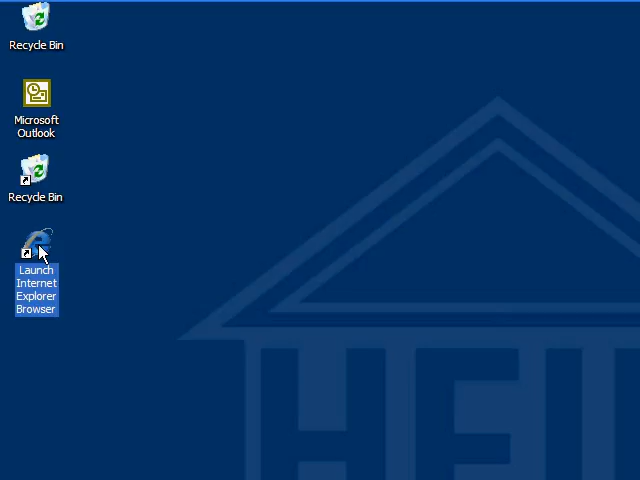 Recycle Bin
Microsoft
Outlook
Recycle Bin
Launch
Internet
Explorer
Browser